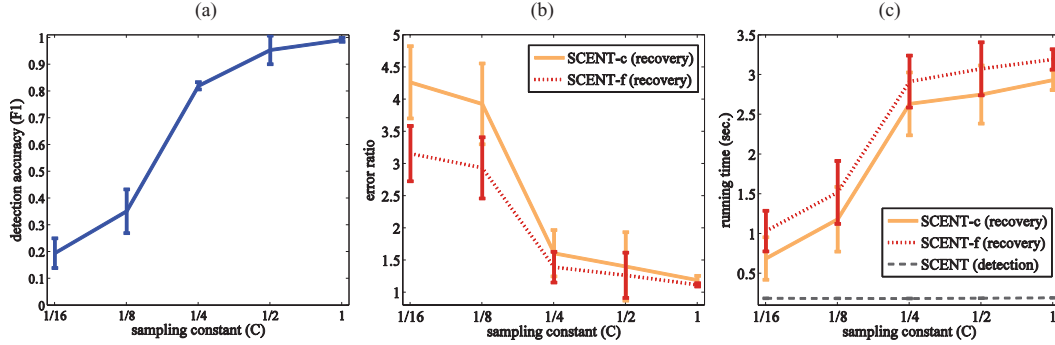 (a)
(b)
(c)
detection accuracy (F1)
1
0.9
0.8
0.7
0.6
0.5
0.4
0.3
0.2
0.1
0
1/16 1/8 1/4 1/2 1
sampling constant (C)
error ratio
5
4.5
4
3.5
3
2.5
2
1.5
1
SCENT-c (recovery)
SCENT-f (recovery)
1/16 1/8 1/4 1/2 1
sampling constant (C)
running time (sec.)
3.5
3
2.5
2
1.5
1
0.5
SCENT-c (recovery)
SCENT-f (recovery)
SCENT (detection)
1/16 1/8 1/4 1/2 1
sampling constant (C)